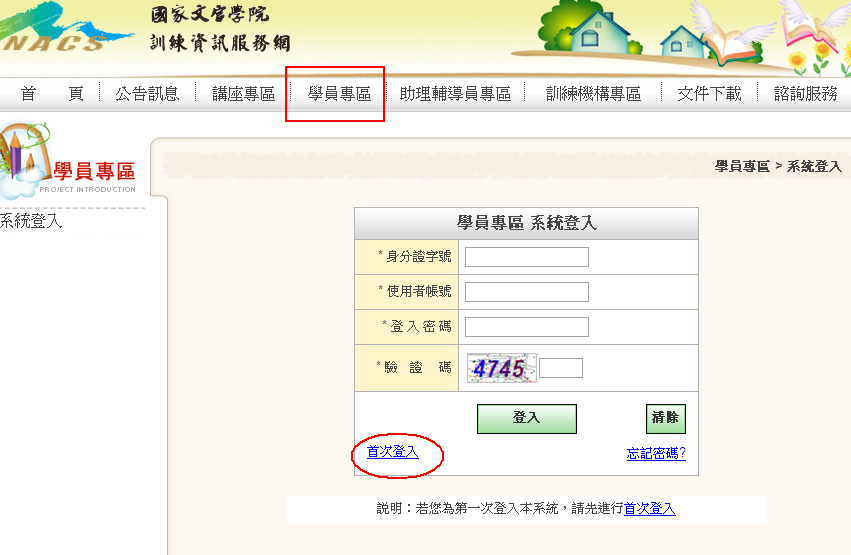 NACS
國家文官學院
訓練資訊服務網
首 頁 公告訊息 講座專區 學員專區 助理輔導員專區 訓練機構專區 文件下載 諮詢服務
學員專區
PROJECT INTRODUCTION
學員專區 > 系統登入
系統登入
學員專區 系統登入
*身分證字號
*使用者帳號
*登入密碼
*驗 證 碼 4745
登入 清除
首次登入 忘記密碼?
說明：若您為第一次登入本系統，請先進行首次登入